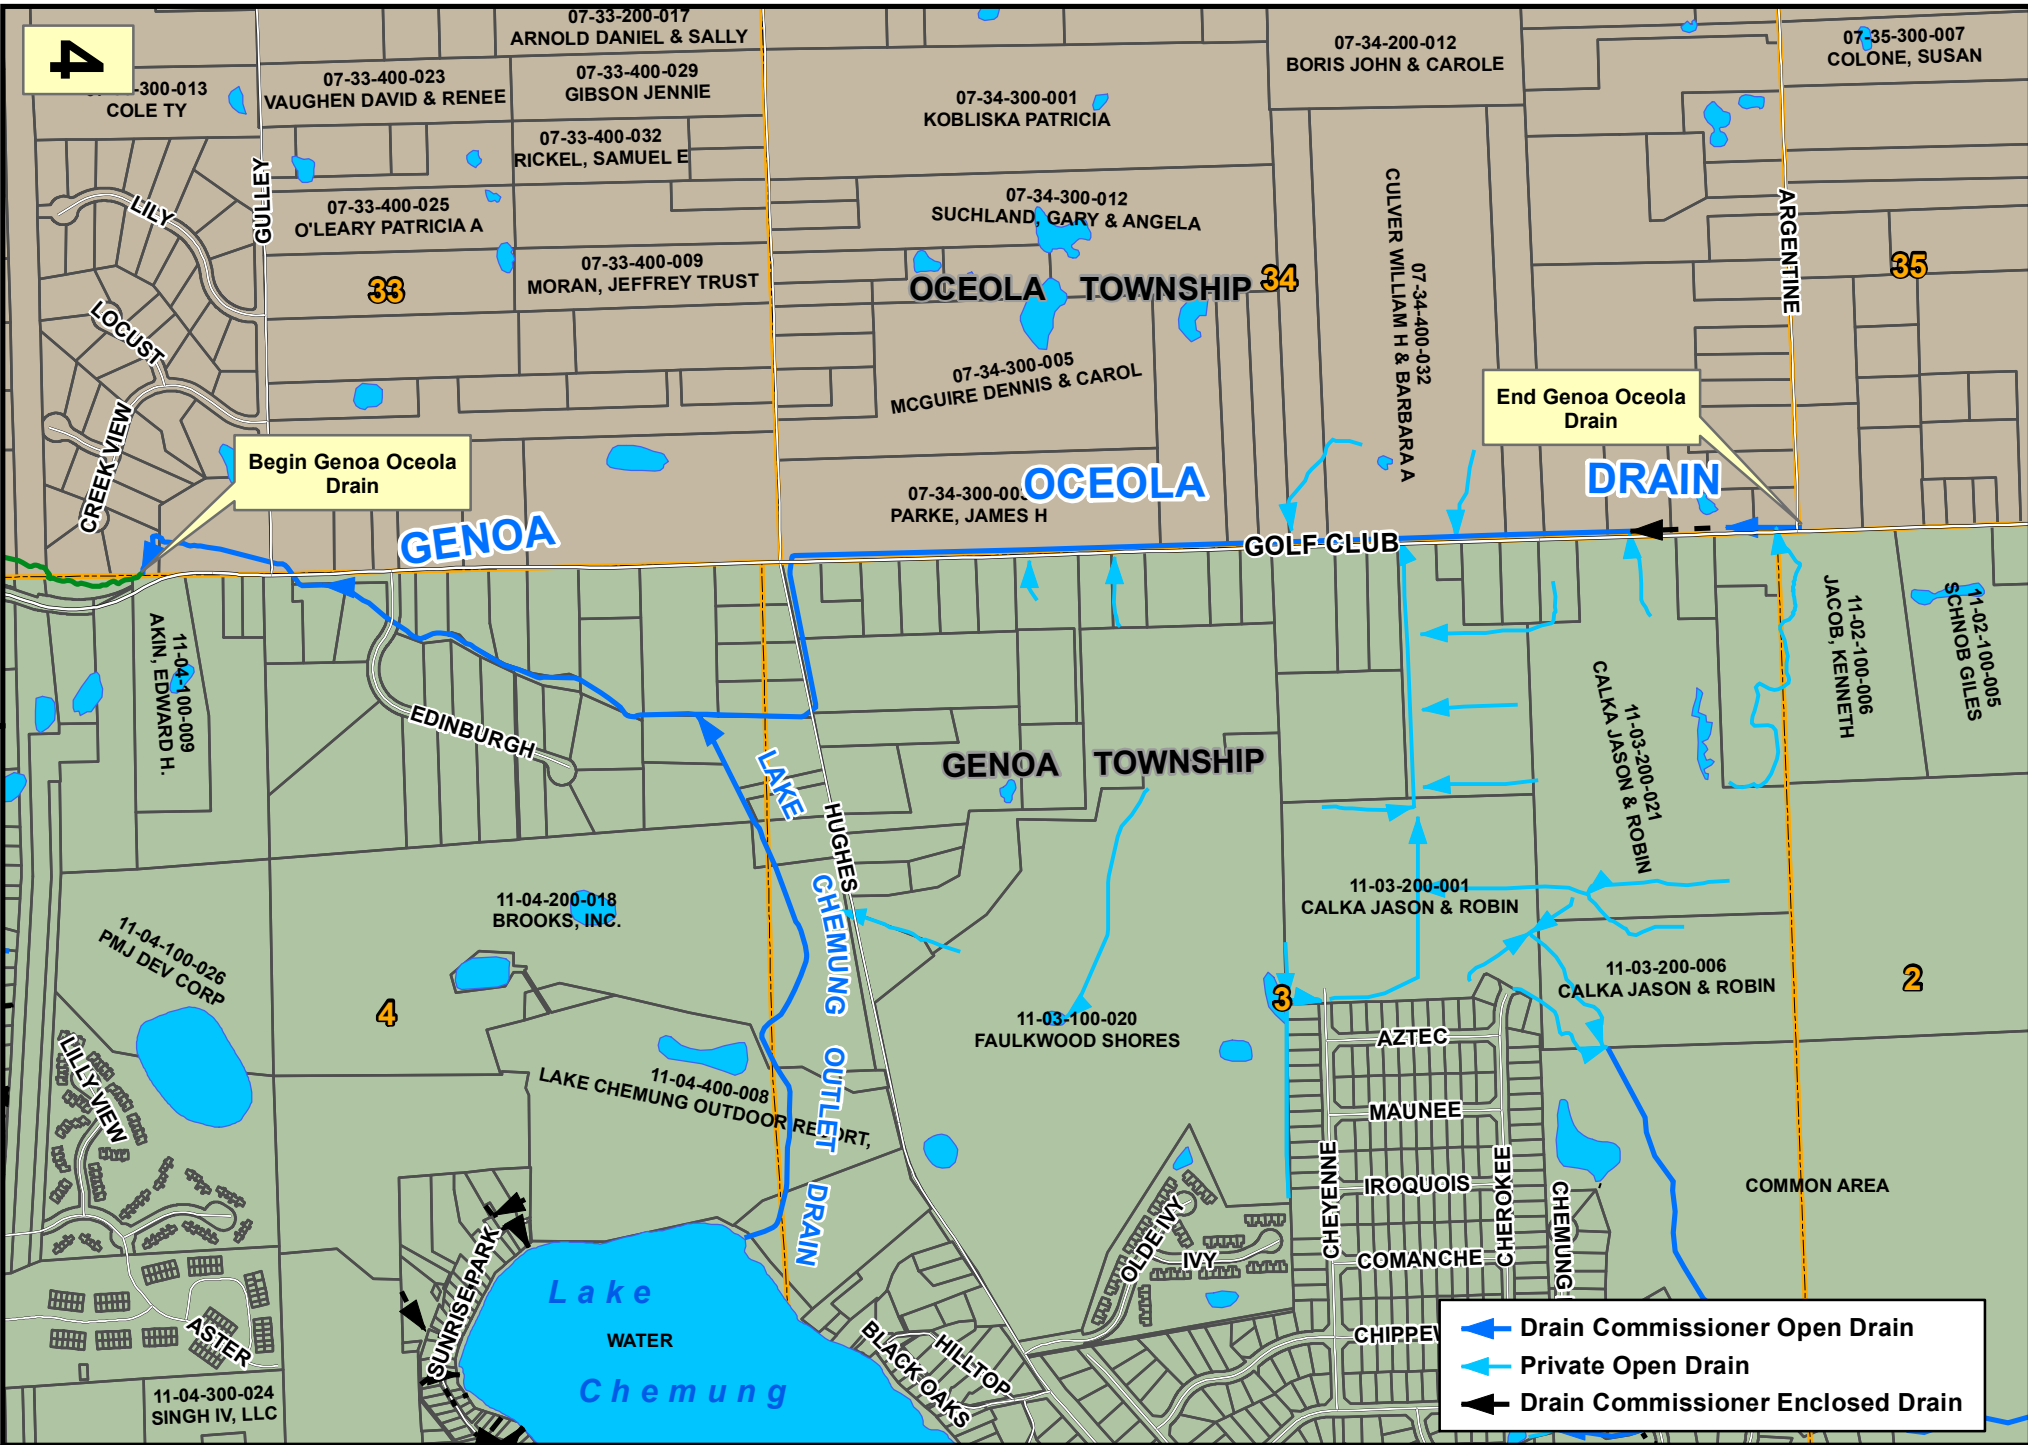 4
07-33-200-017
ARNOLD DANIEL & SALLY
-300-013
COLE TY
07-33-400-023
VAUGHEN DAVID & RENEE
07-33-400-029
GIBSON JENNIE
07-34-300-001
KOBLISKA PATRICIA
07-34-200-012
BORIS JOHN & CAROLE
07-35-300-007
COLONE, SUSAN
07-33-400-032
RICKEL, SAMUEL E
LILY
GULLEY
07-33-400-025
O'LEARY PATRICIA A
07-34-300-012
SUCHLAND, GARY & ANGELA
07-34-400-032
CULVER WILLIAM H & BARBARA A
ARGENTINE
33
07-33-400-009
MORAN, JEFFREY TRUST
OCEOLA TOWNSHIP
34
35
LOCUST
CREEK VIEW
07-34-300-005
MCGUIRE DENNIS & CAROL
Begin Genoa Oceola
Drain
End Genoa Oceola
Drain
07-34-300-003
PARKE, JAMES H
GENOA
OCEOLA
DRAIN
GOLF CLUB
11-04-100-009
AKIN, EDWARD H.
EDINBURGH
11-02-100-006
JACOB, KENNETH
11-02-100-005
SCHNOB GILES
11-03-200-021
CALKA JASON & ROBIN
GENOA TOWNSHIP
LAKE
CHEMUNG
OUTLET
DRAIN
HUGHES
11-04-200-018
BROOKS, INC.
11-03-200-001
CALKA JASON & ROBIN
11-04-100-026
PMJ DEV CORP
11-03-200-006
CALKA JASON & ROBIN
4
3
2
11-03-100-020
FAULKWOOD SHORES
11-04-400-008
LAKE CHEMUNG OUTDOOR RESORT,
LILLY VIEW
AZTEC
MAUNEE
IROQUOIS
COMANCHE
CHIPPEW
CHEYENNE
CHEROKEE
CHEMUNG
COMMON AREA
OLDE IVY
IVY
SUNRISE PARK
ASTER
Lake
WATER
Chemung
BLACK OAKS
HILLTOP
11-04-300-024
SINGH IV, LLC
Drain Commissioner Open Drain
Private Open Drain
Drain Commissioner Enclosed Drain